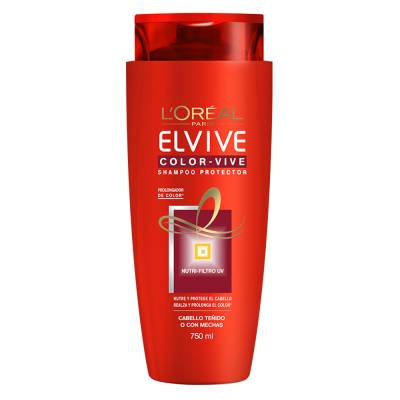 L'ORÉAL
PARIS
ELVIVE
COLOR-VIVE
SHAMPOO PROTECTOR
PROLONGADOR
DE COLOR*
NUTRI-FILTRO UV
NUTRE Y PROTEGE EL CABELLO
REALZA Y PROLONGA EL COLOR*
CABELLO TEÑIDO
O CON MECHAS
750 ml